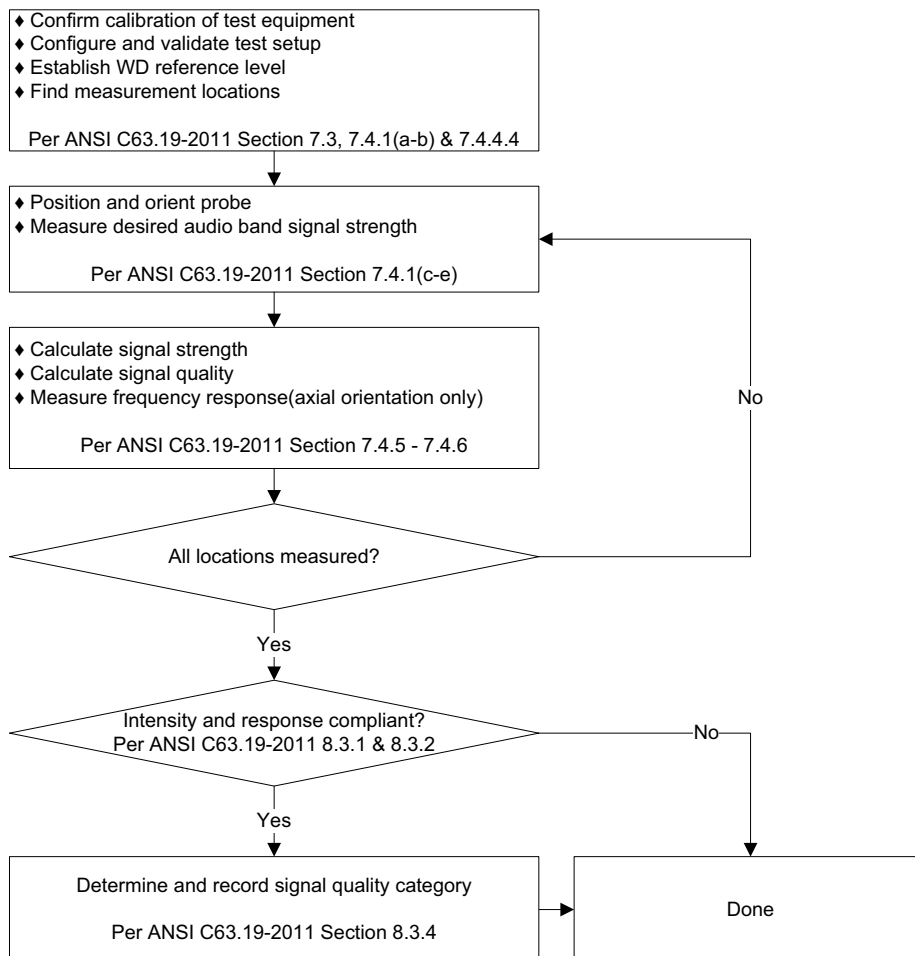 ♦ Confirm calibration of test equipment
♦ Configure and validate test setup
♦ Establish WD reference level
♦ Find measurement locations
Per ANSI C63.19-2011 Section 7.3, 7.4.1(a-b) & 7.4.4.4
♦ Position and orient probe
♦ Measure desired audio band signal strength
Per ANSI C63.19-2011 Section 7.4.1(c-e)
♦ Calculate signal strength
♦ Calculate signal quality
♦ Measure frequency response(axial orientation only)
Per ANSI C63.19-2011 Section 7.4.5 - 7.4.6
No
All locations measured?
Yes
Intensity and response compliant?
Per ANSI C63.19-2011 8.3.1 & 8.3.2
No
Yes
Determine and record signal quality category
Per ANSI C63.19-2011 Section 8.3.4
Done